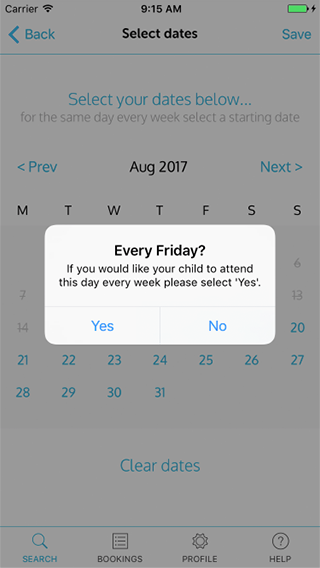 Carrier 9:15 AM
Back Select dates Save
Select your dates below...
for the same day every week select a starting date
< Prev Aug 2017 Next >
M T W T F S S
6
Every Friday?
If you would like your child to attend
this day every week please select 'Yes'.
7 13
Yes No
14 20
21 22 23 24 25 26 27
28 29 30 31
Clear dates
SEARCH BOOKINGS PROFILE HELP